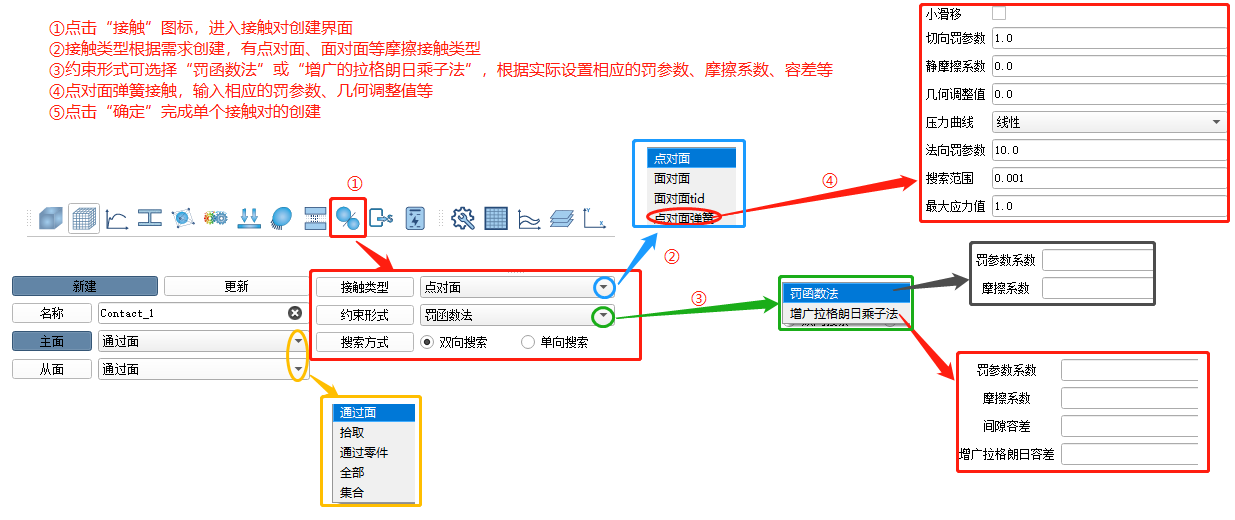 ①点击“接触”图标，进入接触对创建界面
②接触类型根据需求创建，有点对面、面对面等摩擦接触类型
③约束形式可选择“罚函数法”或“增广的拉格朗日乘子法”，根据实际设置相应的罚参数、摩擦系数、容差等
④点对面弹簧接触，输入相应的罚参数、几何调整值等
⑤点击“确定”完成单个接触对的创建
小滑移
切向罚参数 1.0
静摩擦系数 0.0
几何调整值 0.0
压力曲线 线性
法向罚参数 10.0
搜索范围 0.001
最大应力值 1.0
点对面
面对面
面对面tid
点对面弹簧
①
②
③
④
新建 更新
名称 Contact_1
主面 通过面
从面 通过面
接触类型 点对面
约束形式 罚函数法
搜索方式 双向搜索 单向搜索
通过面
拾取
通过零件
全部
集合
罚函数法
增广拉格朗日乘子法
罚参数系数
摩擦系数
罚参数系数
摩擦系数
间隙容差
增广拉格朗日容差